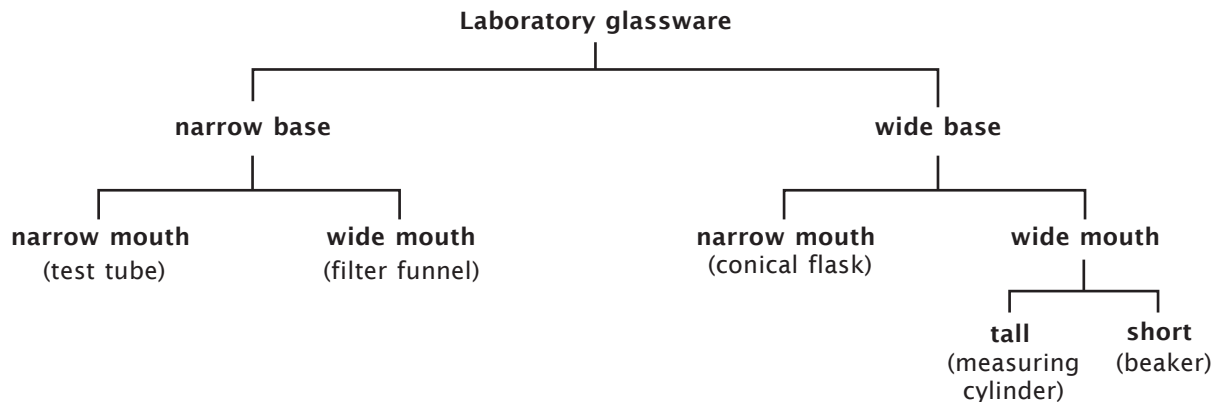 Laboratory glassware
narrow base
wide base
narrow mouth
(test tube)
wide mouth
(filter funnel)
narrow mouth
(conical flask)
wide mouth
tall
(measuring
cylinder)
short
(beaker)